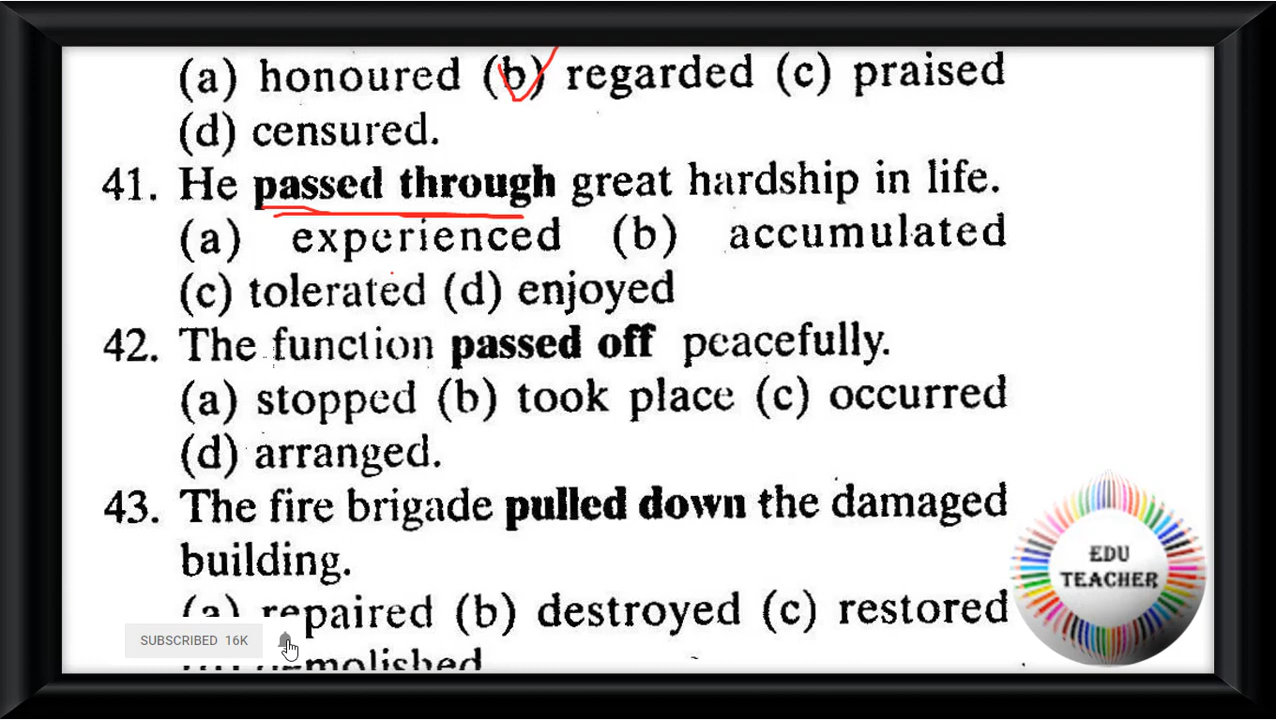 (a) honoured (b) regarded (c) praised
(d) censured.
41. He passed through great hardship in life.
(a) experienced (b) accumulated
(c) tolerated (d) enjoyed
42. The function passed off peacefully.
(a) stopped (b) took place (c) occurred
(d) arranged.
43. The fire brigade pulled down the damaged
building.
(a) repaired (b) destroyed (c) restored
(d) demolished
SUBSCRIBED 16K
EDU
TEACHER